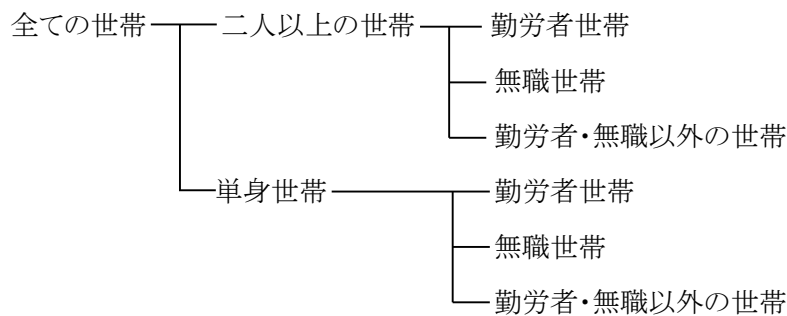 全ての世帯 二人以上の世帯 勤労者世帯
無職世帯
勤労者・無職以外の世帯
単身世帯 勤労者世帯
無職世帯
勤労者・無職以外の世帯